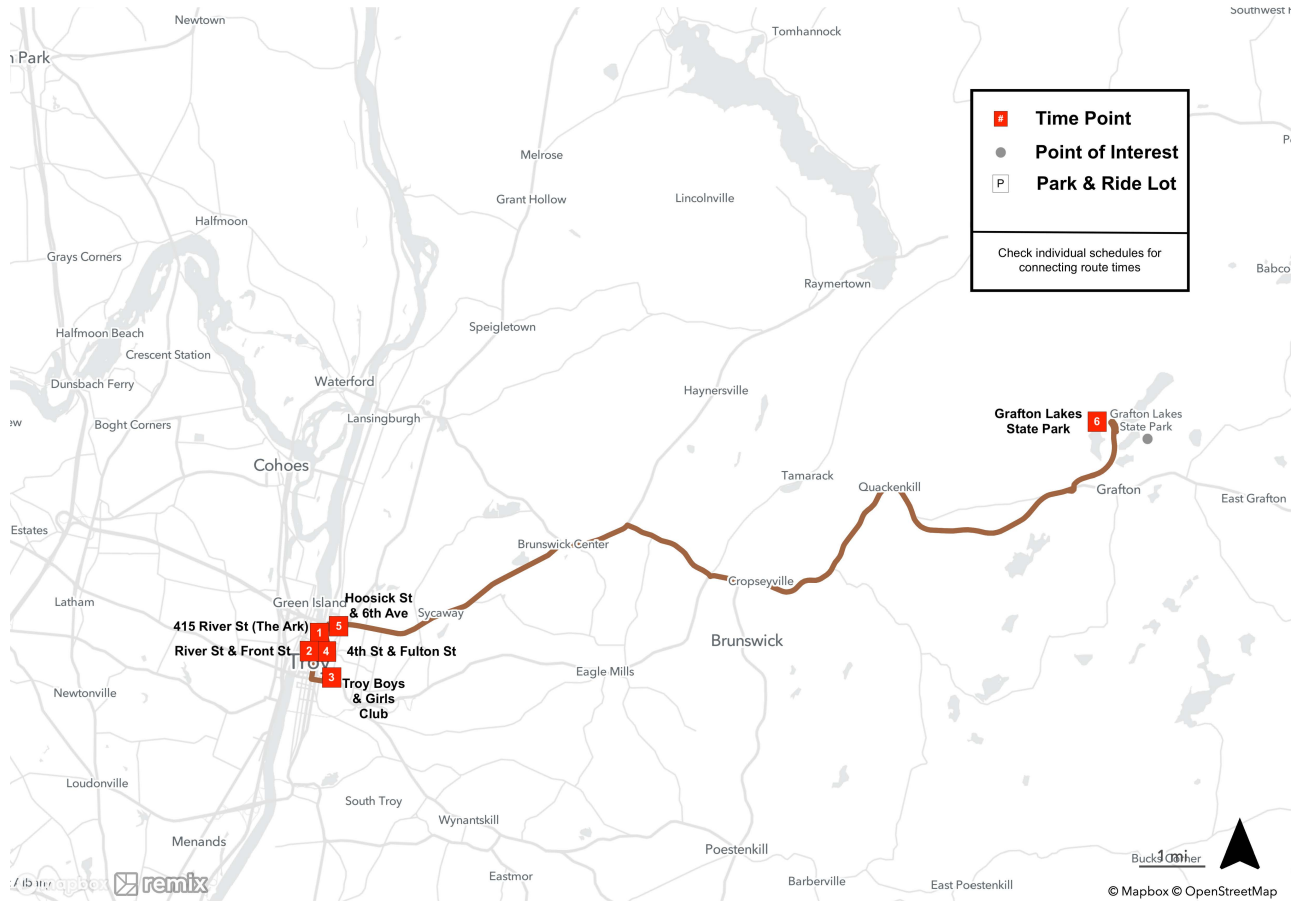 Newtown
Southwest
n Park
Tomhannock
#
Time Point
Point of Interest
P
Park & Ride Lot
Check individual schedules for
connecting route times
Melrose
Grant Hollow
Lincolnville
Halfmoon
Grays Corners
Babco
Raymertown
Halfmoon Beach
Speigletown
Crescent Station
Dunsbach Ferry
Waterford
Haynersville
ew
Boght Corners
Lansingburgh
Grafton Lakes
State Park
6
Grafton Lakes
State Park
Cohoes
Tamarack
Quackenkill
Grafton
East Grafton
Estates
Brunswick Center
Cropseyville
Latham
Green Island
Hoosick St
& 6th Ave
Sycaway
415 River St (The Ark)
1
5
River St & Front St
2
4
4th St & Fulton St
Troy
Brunswick
Eagle Mills
3
Troy Boys
& Girls
Club
Newtonville
Loudonville
South Troy
Wynantskill
Menands
Poestenkill
1 mi
Bucks Corner
Albany
mapbox
remix
Eastmor
Barberville
East Poestenkill
© Mapbox © OpenStreetMap